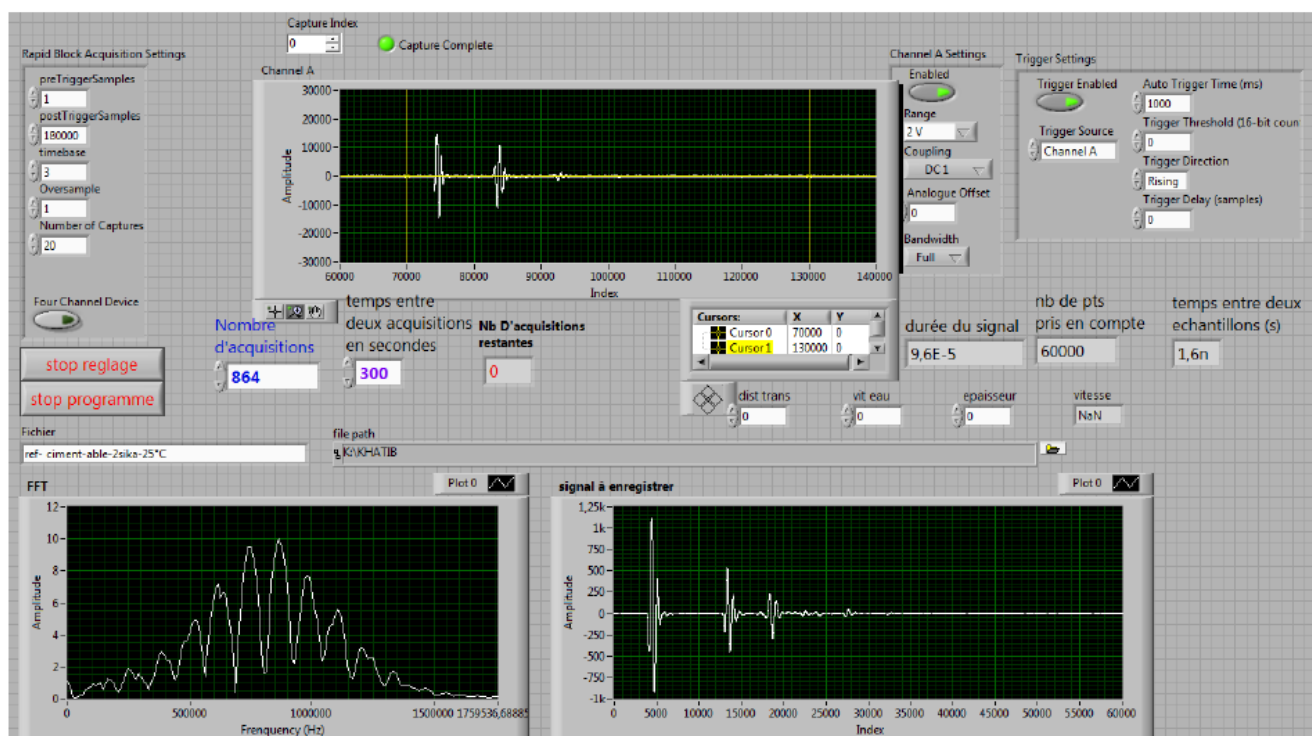 Capture Index
0
Capture Complete
Rapid Block Acquisition Settings
preTriggerSamples
1
postTriggerSamples
180000
timebase
3
Oversample
1
Number of Captures
20
Four Channel Device
Channel A
Amplitude
30000
20000
10000
0
-10000
-20000
-30000
60000 70000 80000 90000 100000 110000 120000 130000 140000
Index
Channel A Settings
Enabled
Range
2 V
Coupling
DC 1
Analogue Offset
0
Bandwidth
Full
Trigger Settings
Trigger Enabled
Trigger Source
Channel A
Auto Trigger Time (ms)
1000
Trigger Threshold (16-bit coun
0
Trigger Direction
Rising
Trigger Delay (samples)
0
stop reglage
stop programme
Nombre
d'acquisitions
864
temps entre
deux acquisitions
en secondes
300
Nb D'acquisitions
restantes
0
Cursors: X Y
Cursor 0 70000 0
Cursor 1 130000 0
durée du signal
9,6E-5
nb de pts
pris en compte
60000
temps entre deux
echantillons (s)
1,6n
dist trans
0
vit eau
0
epaisseur
0
vitesse
NaN
Fichier
ref- ciment-able-2sika-25°C
file path
K:\KHATIB
FFT
Plot 0
Amplitude
12
10
8
6
4
2
0
0 500000 1000000 1500000 1759536,68885
Frenquency (Hz)
signal à enregistrer
Plot 0
Amplitude
1,25k
1k
750
500
250
0
-250
-500
-750
-1k
0 5000 10000 15000 20000 25000 30000 35000 40000 45000 50000 55000 60000
Index